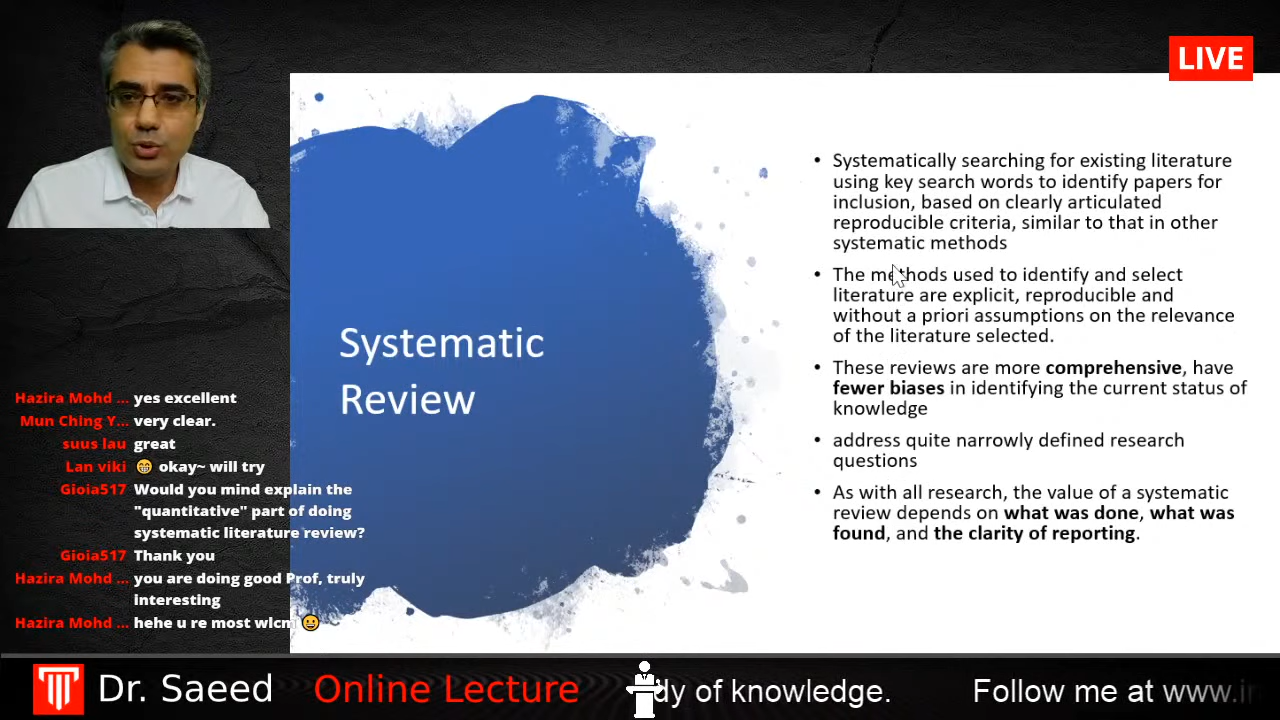 LIVE
Systematic
Review
• Systematically searching for existing literature
using key search words to identify papers for
inclusion, based on clearly articulated
reproducible criteria, similar to that in other
systematic methods
• The methods used to identify and select
literature are explicit, reproducible and
without a priori assumptions on the relevance
of the literature selected.
• These reviews are more comprehensive, have
fewer biases in identifying the current status of
knowledge
• address quite narrowly defined research
questions
• As with all research, the value of a systematic
review depends on what was done, what was
found, and the clarity of reporting.
Hazira Mohd ... yes excellent
Mun Ching Y... very clear.
suus lau great
Lan viki 😁 okay~ will try
Gioia517 Would you mind explain the
"quantitative" part of doing
systematic literature review?
Gioia517 Thank you
Hazira Mohd ... you are doing good Prof, truly
interesting
Hazira Mohd ... hehe u re most wlcm 😀
Dr. Saeed Online Lecture dy of knowledge. Follow me at www.